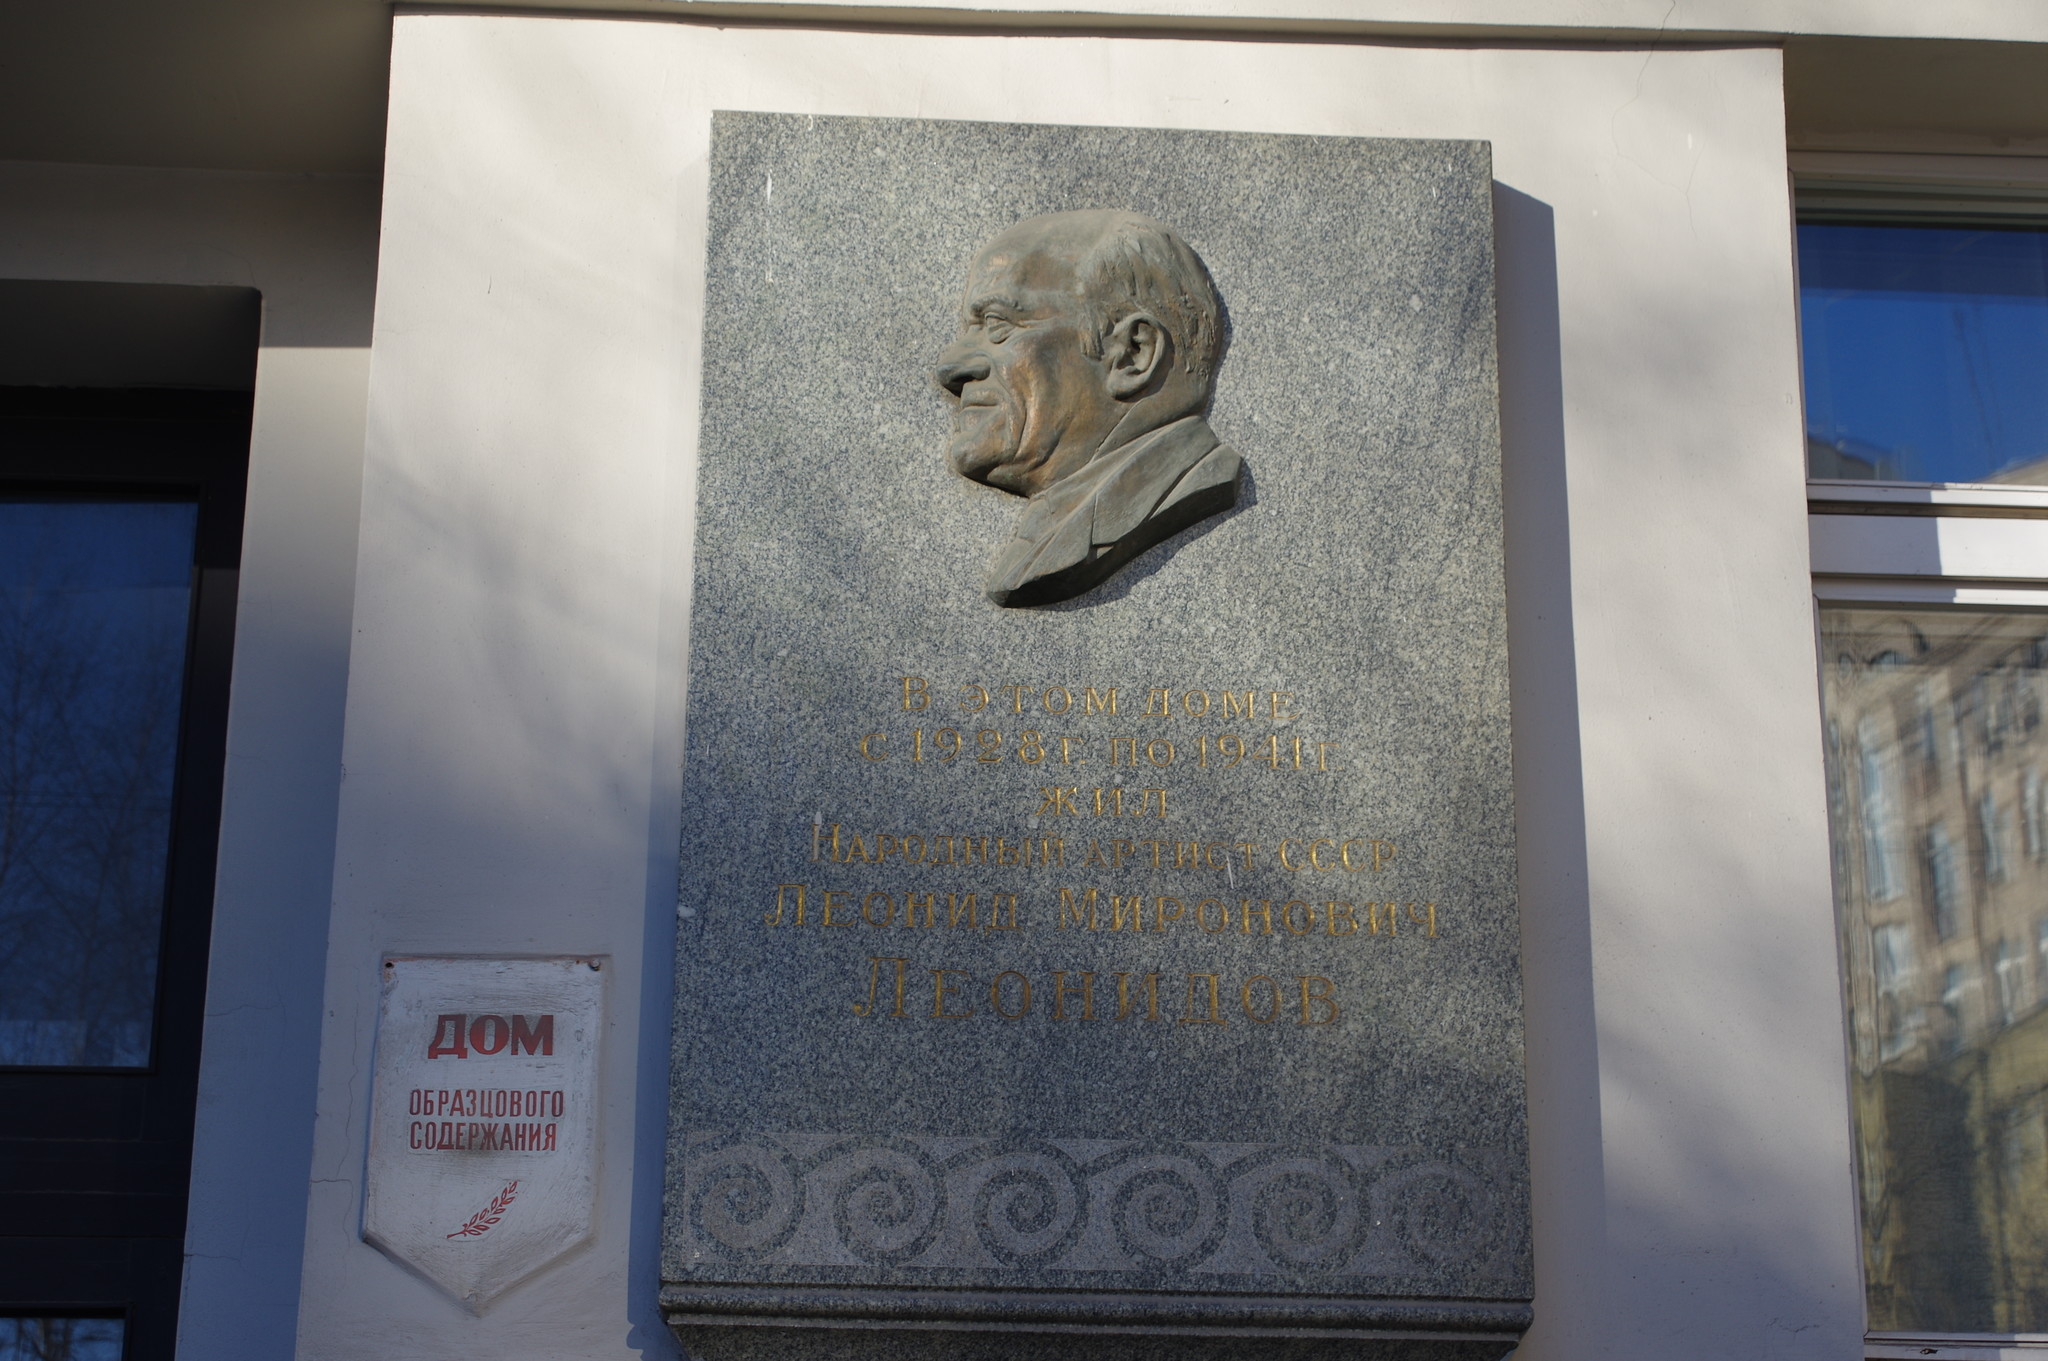 В ЭТОМ ДОМЕ
С 1928 Г. ПО 1941 Г
ЖИЛ
НАРОДНЫЙ АРТИСТ СССР
ЛЕОНИД МИРОНОВИЧ
ЛЕОНИДОВ
ДОМ
ОБРАЗЦОВОГО
СОДЕРЖАНИЯ